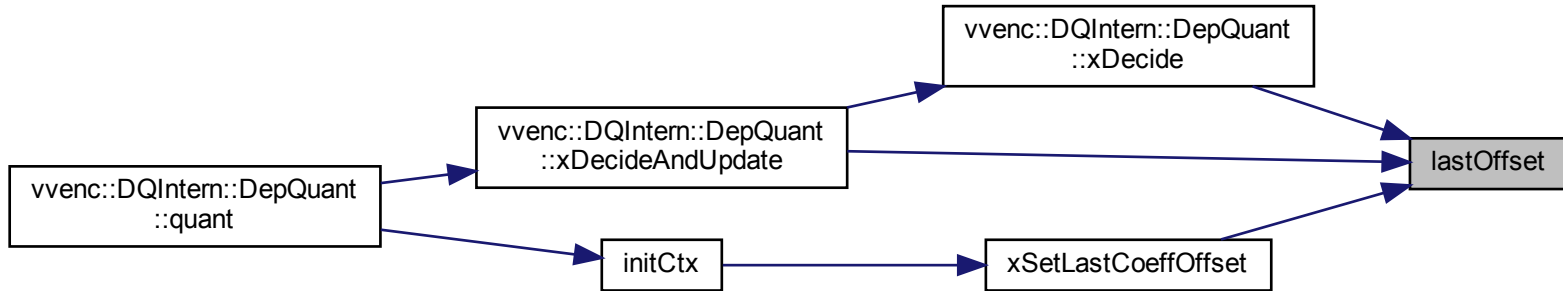 vvenc::DQIntern::DepQuant
::xDecide
vvenc::DQIntern::DepQuant
::xDecideAndUpdate
lastOffset
vvenc::DQIntern::DepQuant
::quant
initCtx
xSetLastCoeffOffset